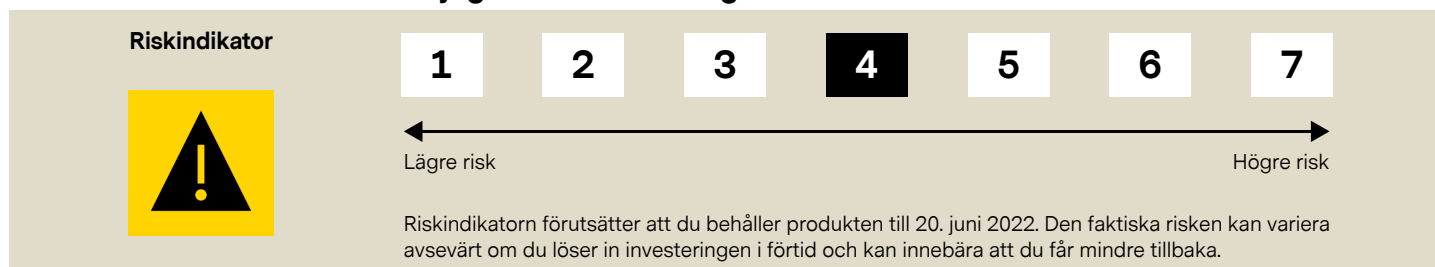 Riskindikator
1 2 3 4 5 6 7
Lägre risk Högre risk
Riskindikatorn förutsätter att du behåller produkten till 20. juni 2022. Den faktiska risken kan variera
avsevärt om du löser in investeringen i förtid och kan innebära att du får mindre tillbaka.